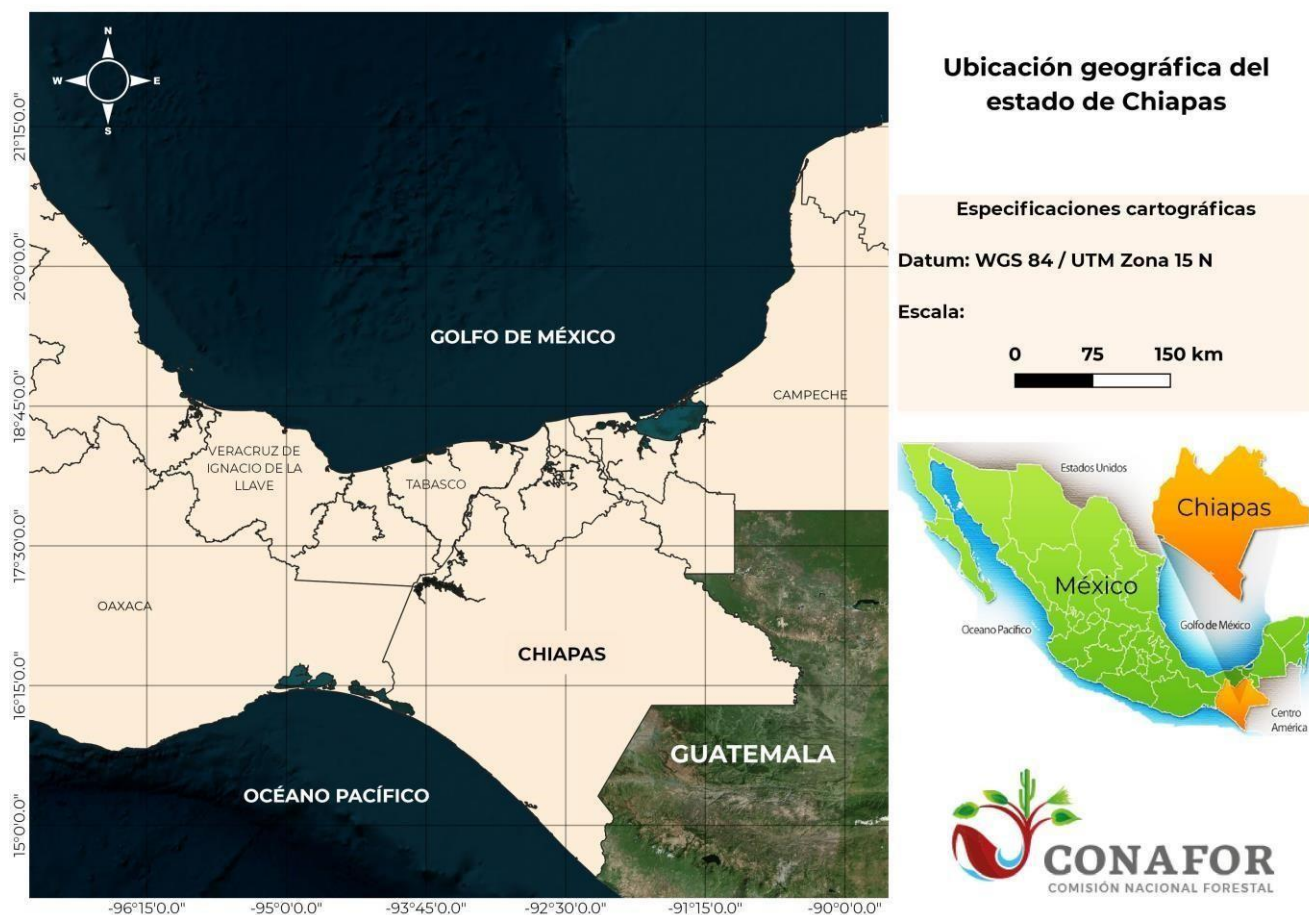 Ubicación geográfica del
estado de Chiapas
Especificaciones cartográficas
Datum: WGS 84 / UTM Zona 15 N
Escala:
0 75 150 km
N
W E
S
21°15'0.0"
20°0'0.0"
18°45'0.0"
17°30'0.0"
16°15'0.0"
15°0'0.0"
GOLFO DE MÉXICO
CAMPECHE
VERACRUZ DE
IGNACIO DE LA
LLAVE
TABASCO
OAXACA
CHIAPAS
GUATEMALA
OCÉANO PACÍFICO
-96°15'0.0" -95°0'0.0" -93°45'0.0" -92°30'0.0" -91°15'0.0" -90°0'0.0"
Estados Unidos
Chiapas
México
Oceano Pacífico
Golfo de México
Centro
América
CONAFOR
COMISIÓN NACIONAL FORESTAL